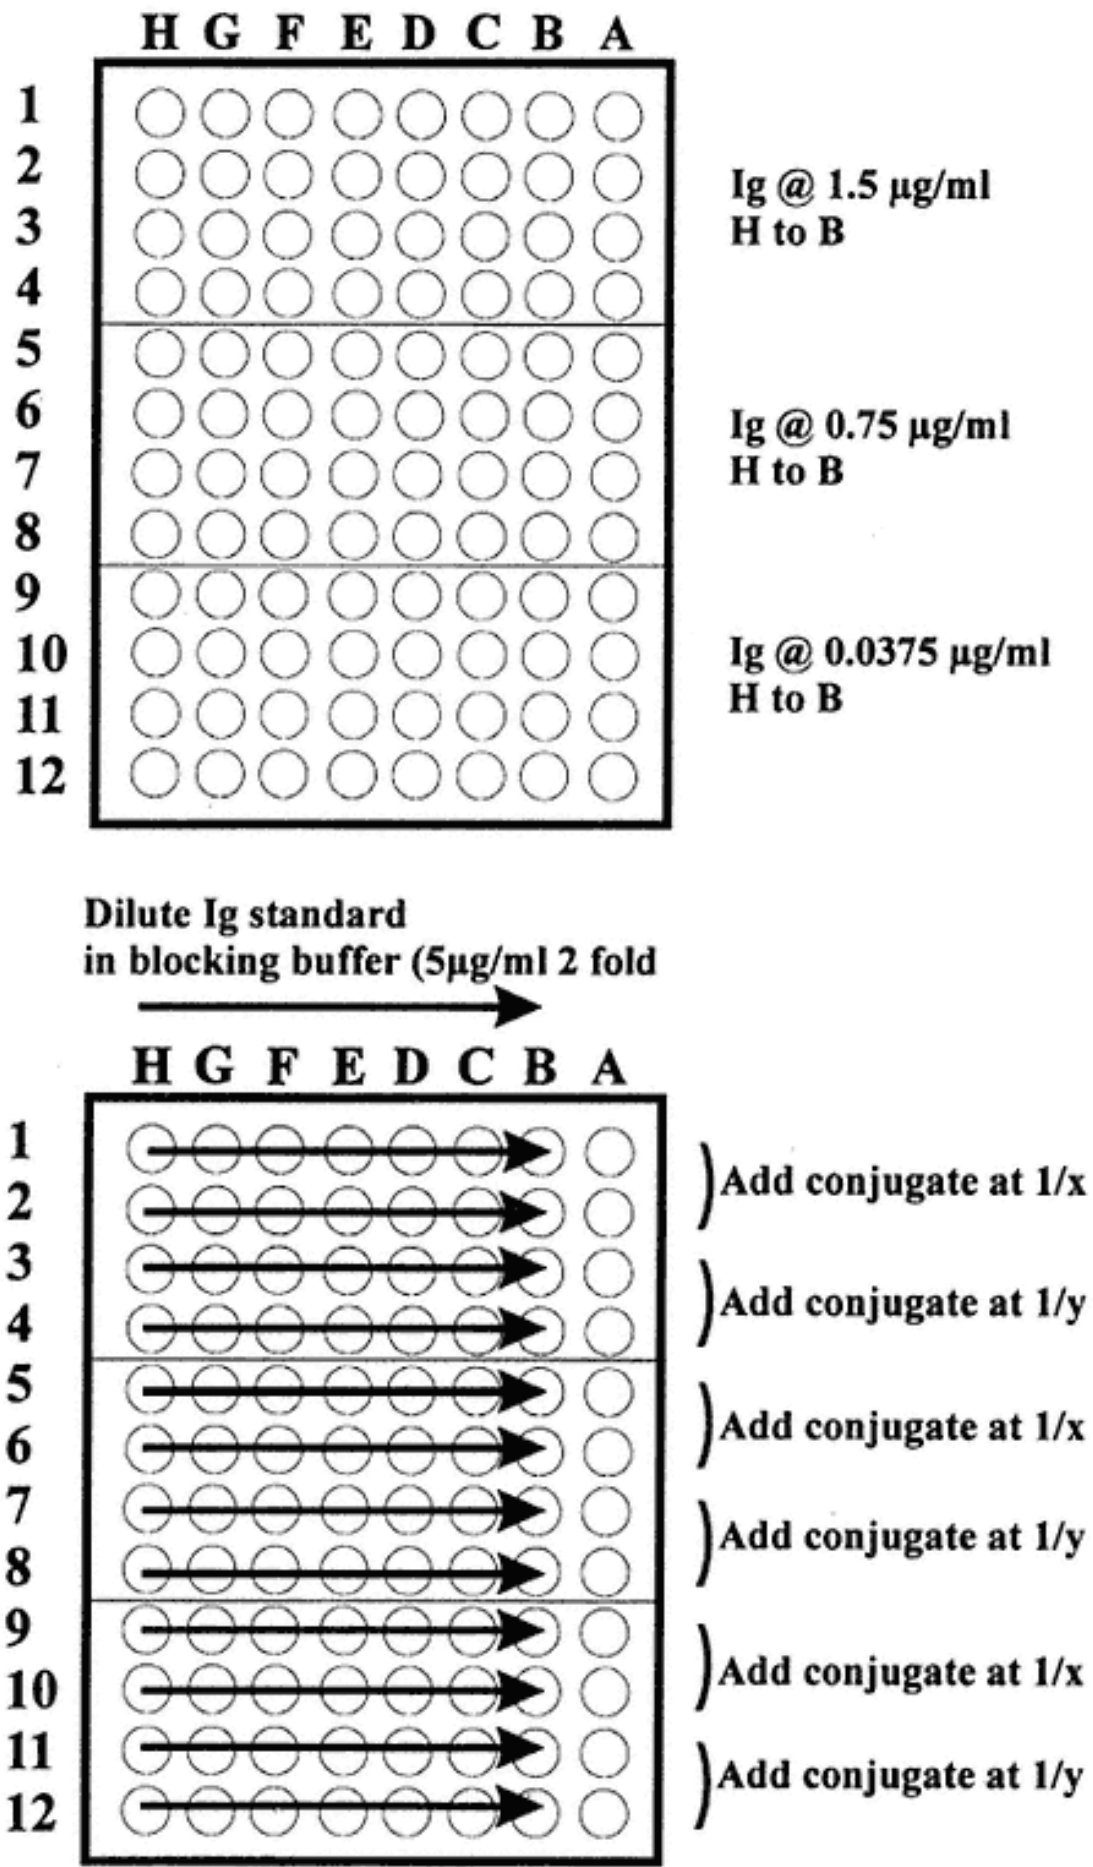 H G F E D C B A
1
2
3
4
5
6
7
8
9
10
11
12
Ig @ 1.5 µg/ml
H to B
Ig @ 0.75 µg/ml
H to B
Ig @ 0.0375 µg/ml
H to B
Dilute Ig standard
in blocking buffer (5µg/ml 2 fold
H G F E D C B A
1
2
3
4
5
6
7
8
9
10
11
12
Add conjugate at 1/x
Add conjugate at 1/y
Add conjugate at 1/x
Add conjugate at 1/y
Add conjugate at 1/x
Add conjugate at 1/y